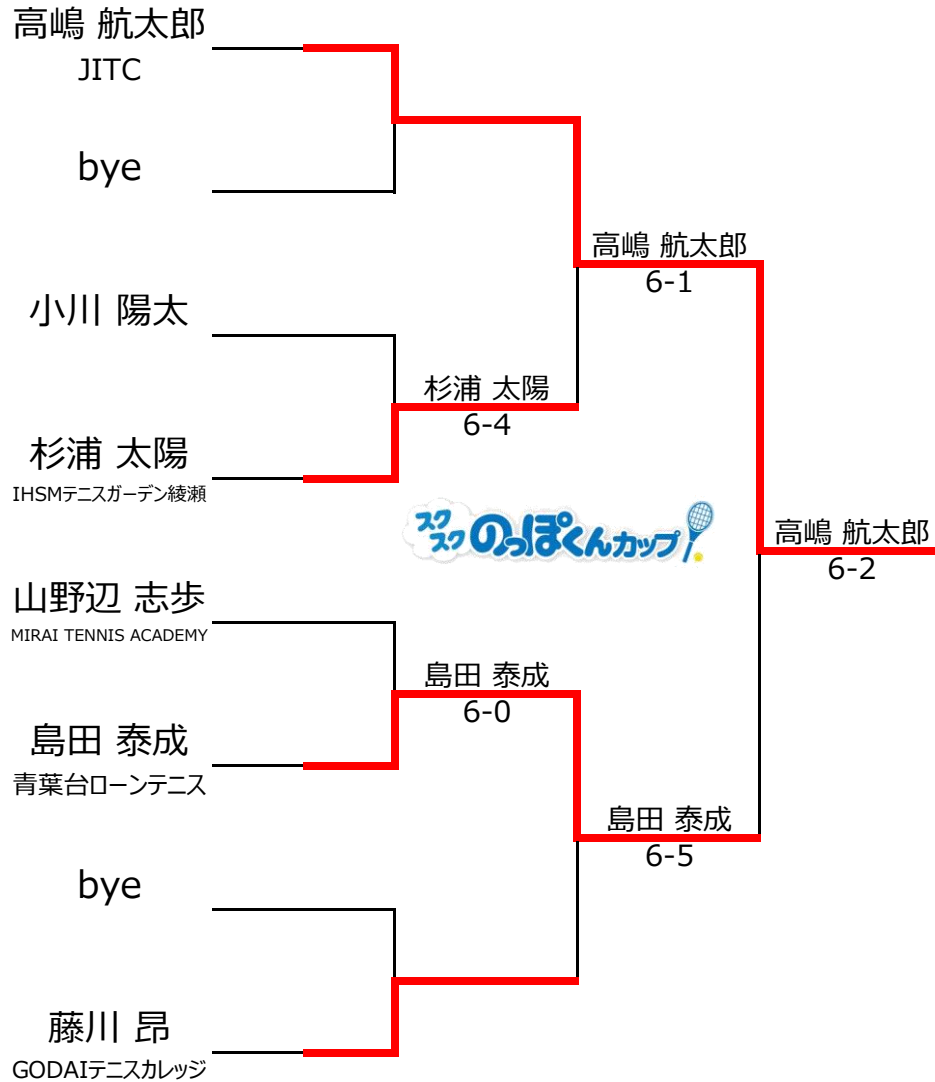 高嶋 航太郎
JITC
bye
高嶋 航太郎
6-1
小川 陽太
杉浦 太陽
6-4
杉浦 太陽
IHSMテニスガーデン綾瀬
スクスク のっぽくんカップ
高嶋 航太郎
6-2
山野辺 志歩
MIRAI TENNIS ACADEMY
島田 泰成
6-0
島田 泰成
青葉台ローンテニス
島田 泰成
6-5
bye
藤川 昂
GODAIテニスカレッジ